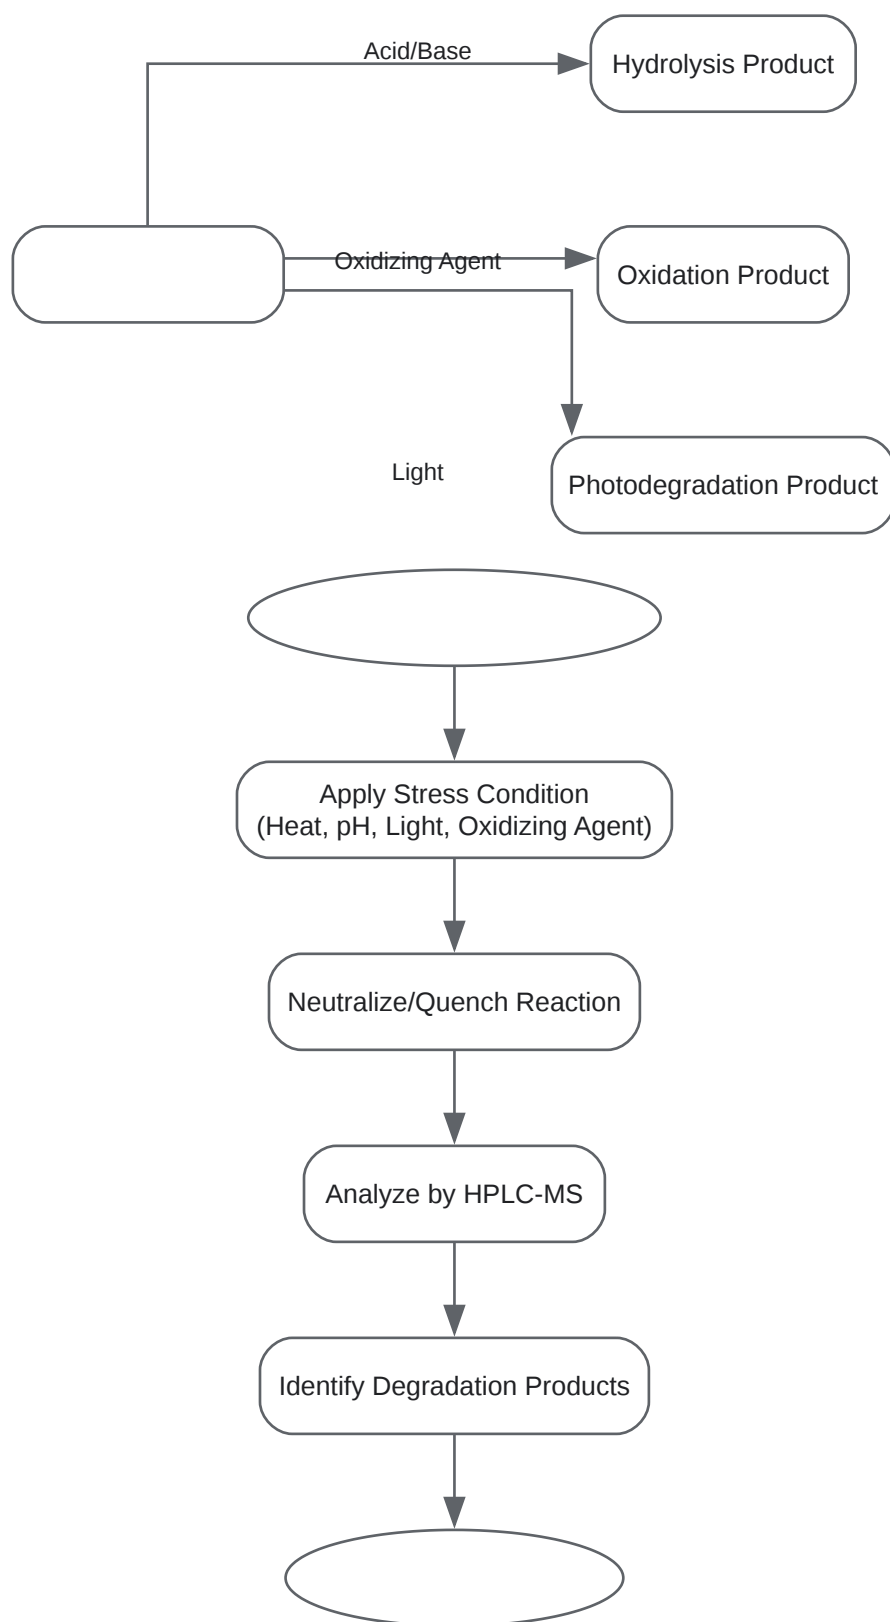 Acid/Base
Hydrolysis Product
Oxidizing Agent
Oxidation Product
Light
Photodegradation Product
Apply Stress Condition
(Heat, pH, Light, Oxidizing Agent)
Neutralize/Quench Reaction
Analyze by HPLC-MS
Identify Degradation Products